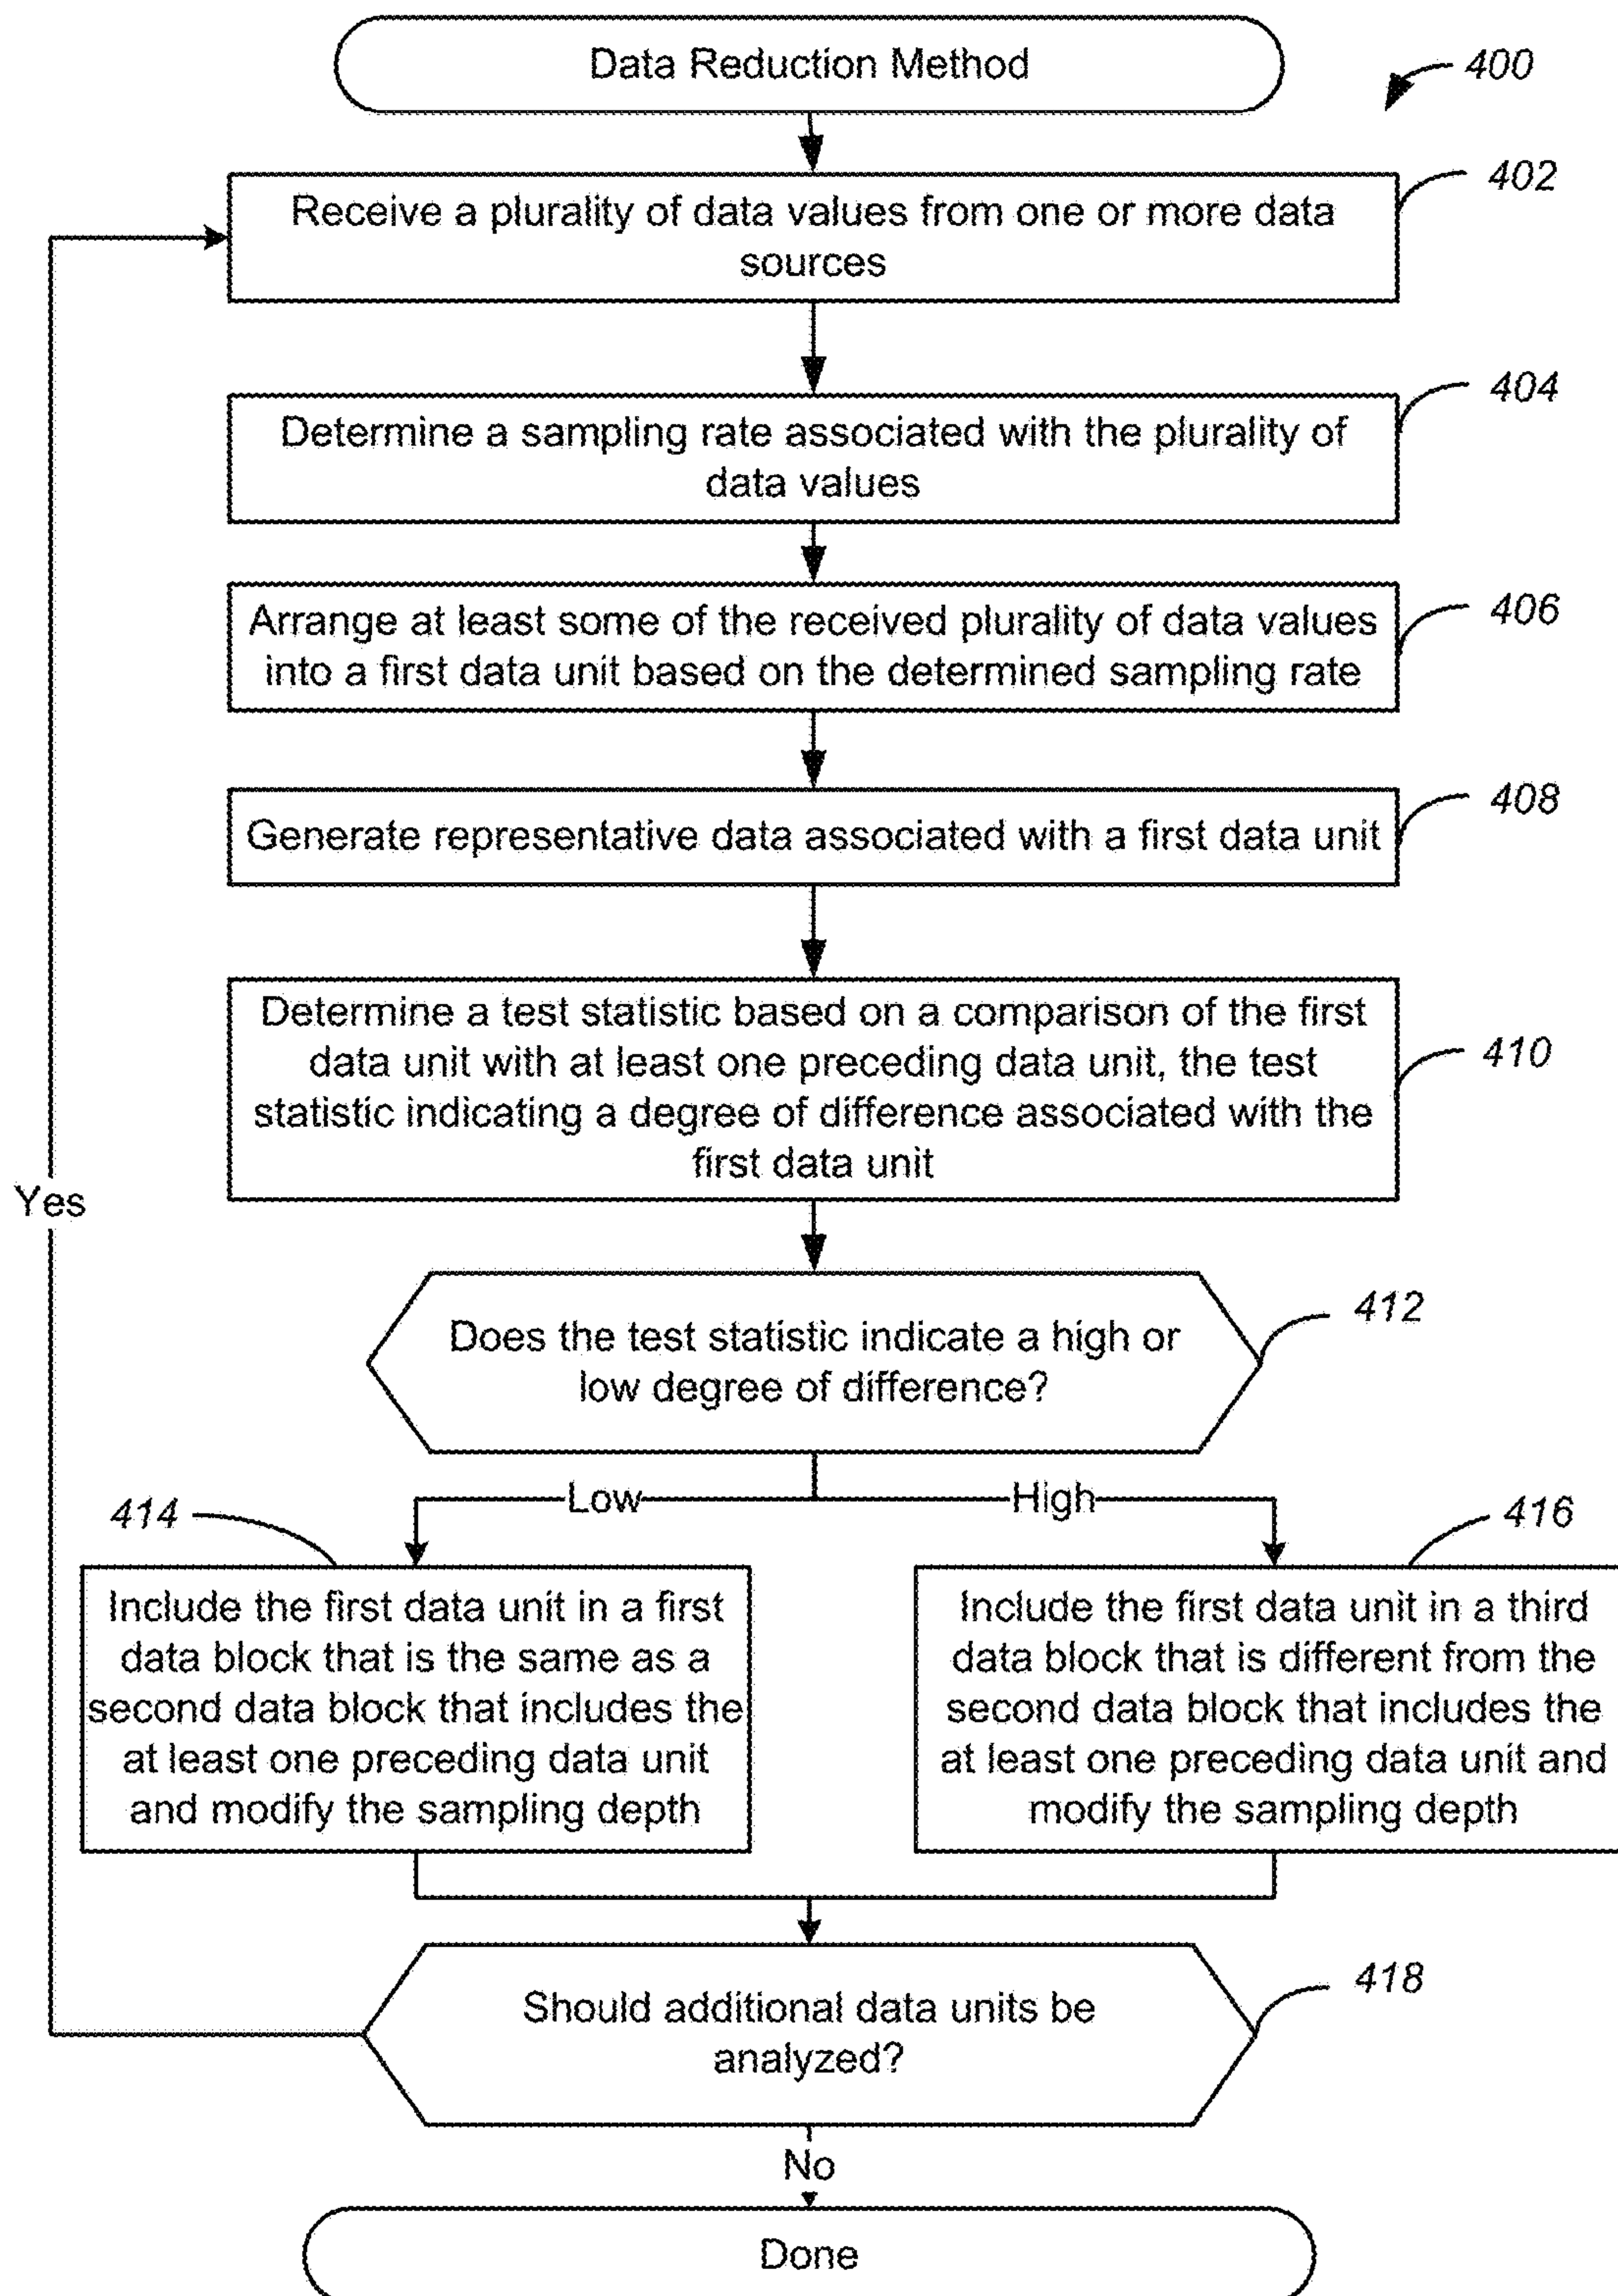 Data Reduction Method
400
402
Receive a plurality of data values from one or more data
sources
404
Determine a sampling rate associated with the plurality of
data values
406
Arrange at least some of the received plurality of data values
into a first data unit based on the determined sampling rate
408
Generate representative data associated with a first data unit
Determine a test statistic based on a comparison of the first
data unit with at least one preceding data unit, the test
statistic indicating a degree of difference associated with the
first data unit
410
Yes
412
Does the test statistic indicate a high or
low degree of difference?
Low
High
414
Include the first data unit in a first
data block that is the same as a
second data block that includes the
at least one preceding data unit
and modify the sampling depth
416
Include the first data unit in a third
data block that is different from the
second data block that includes the
at least one preceding data unit and
modify the sampling depth
418
Should additional data units be
analyzed?
No
Done